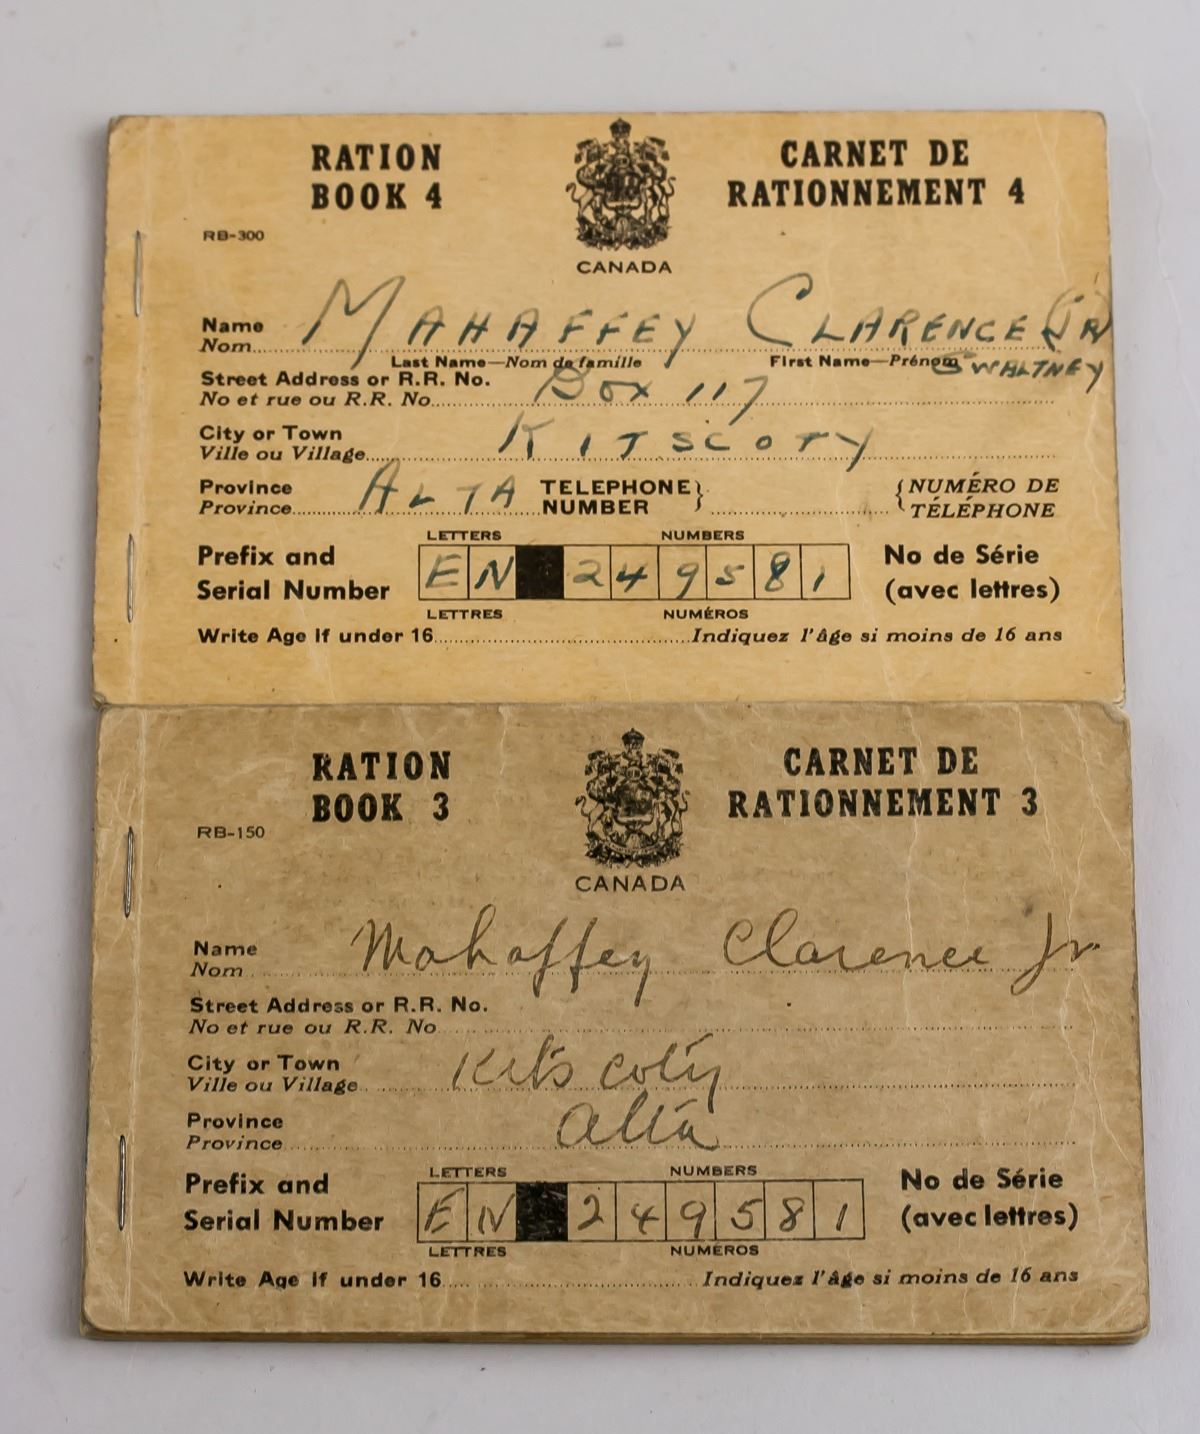 RATION BOOK 4
CARNET DE RATIONNEMENT 4
RB-300
CANADA
Name MAHAFFEY CLARENCE (JR)
Nom
Last Name—Nom de famille First Name—Prénom SWALTNEY
Street Address or R.R. No. Box 117
No et rue ou R.R. No
City or Town KITSCOTY
Ville ou Village
Province ALTA TELEPHONE NUMÉRO DE
Province NUMBER TÉLÉPHONE
LETTERS NUMBERS
Prefix and Serial Number EN 249581 No de Série (avec lettres)
LETTRES NUMÉROS
Write Age if under 16 Indiquez l'âge si moins de 16 ans
RATION BOOK 3
CARNET DE RATIONNEMENT 3
RB-150
CANADA
Name Mahaffey Clarence Jr.
Nom
Street Address or R.R. No.
No et rue ou R.R. No
City or Town Kitscoty
Ville ou Village
Province Alta
Province
LETTERS NUMBERS
Prefix and Serial Number EN 249581 No de Série (avec lettres)
LETTRES NUMÉROS
Write Age if under 16 Indiquez l'âge si moins de 16 ans